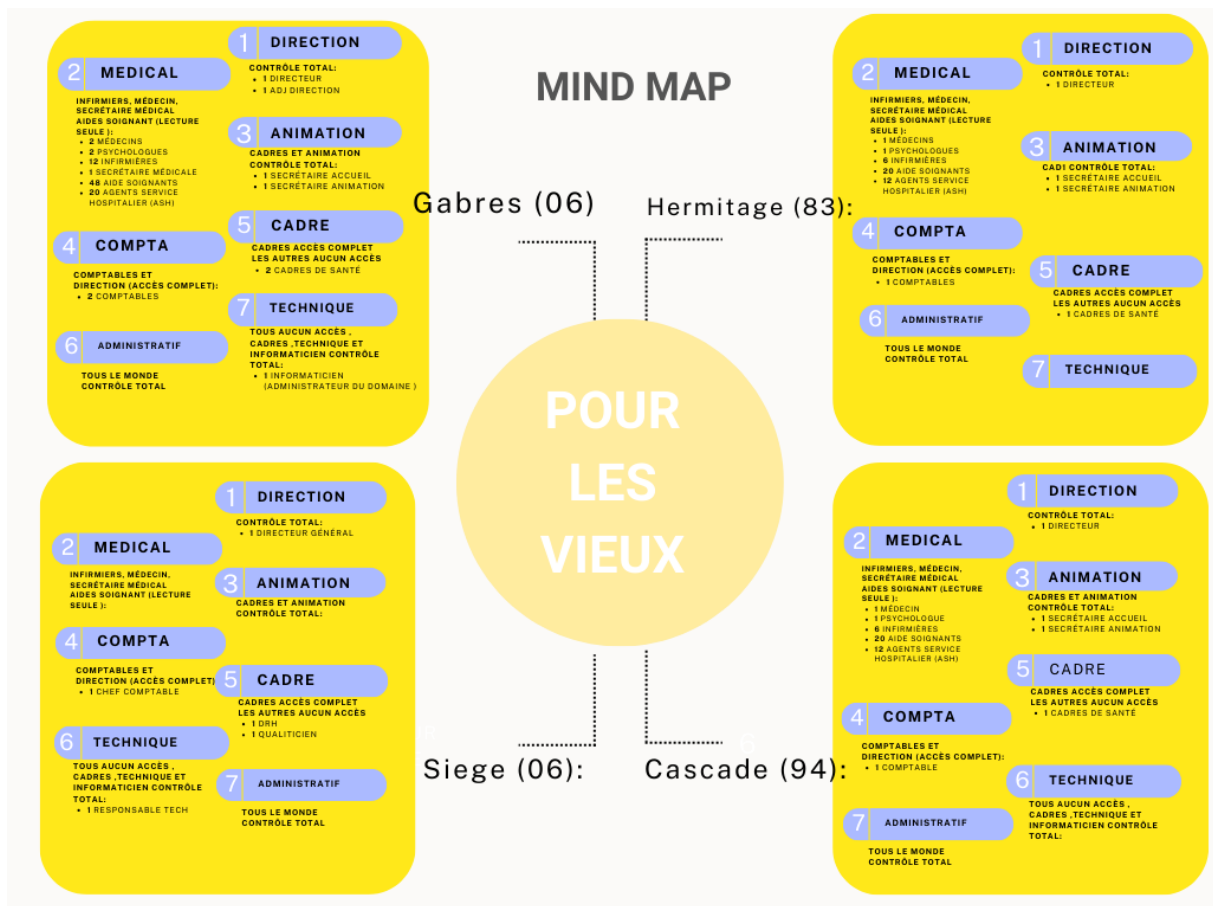 MIND MAP
1 DIRECTION
CONTRÔLE TOTAL:
• 1 DIRECTEUR
• 1 ADJ DIRECTION
2 MEDICAL
INFIRMIERS, MÉDECIN,
SECRÉTAIRE MÉDICAL
AIDES SOIGNANT (LECTURE
SEULE ):
• 2 MÉDECINS
• 2 PSYCHOLOGUES
• 12 INFIRMIÈRES
• 1 SECRÉTAIRE MÉDICALE
• 48 AIDE SOIGNANTS
• 20 AGENTS SERVICE
HOSPITALIER (ASH)
3 ANIMATION
CADRES ET ANIMATION
CONTRÔLE TOTAL:
• 1 SECRÉTAIRE ACCUEIL
• 1 SECRÉTAIRE ANIMATION
4 COMPTA
COMPTABLES ET
DIRECTION (ACCÈS COMPLET):
• 2 COMPTABLES
5 CADRE
CADRES ACCÈS COMPLET
LES AUTRES AUCUN ACCÈS
• 2 CADRES DE SANTÉ
6 ADMINISTRATIF
TOUS LE MONDE
CONTRÔLE TOTAL
7 TECHNIQUE
TOUS AUCUN ACCÈS ,
CADRES ,TECHNIQUE ET
INFORMATICIEN CONTRÔLE
TOTAL:
• 1 INFORMATICIEN
(ADMINISTRATEUR DU DOMAINE )
Gabres (06)
Hermitage (83):
1 DIRECTION
CONTRÔLE TOTAL:
• 1 DIRECTEUR
2 MEDICAL
INFIRMIERS, MÉDECIN,
SECRÉTAIRE MÉDICAL
AIDES SOIGNANT (LECTURE
SEULE ):
• 1 MÉDECINS
• 1 PSYCHOLOGUES
• 6 INFIRMIÈRES
• 20 AIDE SOIGNANTS
• 12 AGENTS SERVICE
HOSPITALIER (ASH)
3 ANIMATION
CAD1 CONTRÔLE TOTAL:
• 1 SECRÉTAIRE ACCUEIL
• 1 SECRÉTAIRE ANIMATION
4 COMPTA
COMPTABLES ET
DIRECTION (ACCÈS COMPLET):
• 1 COMPTABLES
5 CADRE
CADRES ACCÈS COMPLET
LES AUTRES AUCUN ACCÈS
• 1 CADRES DE SANTÉ
6 ADMINISTRATIF
TOUS LE MONDE
CONTRÔLE TOTAL
7 TECHNIQUE
POUR
LES
VIEUX
1 DIRECTION
CONTRÔLE TOTAL:
• 1 DIRECTEUR GÉNÉRAL
2 MEDICAL
INFIRMIERS, MÉDECIN,
SECRÉTAIRE MÉDICAL
AIDES SOIGNANT (LECTURE
SEULE ):
3 ANIMATION
CADRES ET ANIMATION
CONTRÔLE TOTAL:
4 COMPTA
COMPTABLES ET
DIRECTION (ACCÈS COMPLET)
• 1 CHEF COMPTABLE
5 CADRE
CADRES ACCÈS COMPLET
LES AUTRES AUCUN ACCÈS
• 1 DRH
• 1 QUALITICIEN
6 TECHNIQUE
TOUS AUCUN ACCÈS ,
CADRES ,TECHNIQUE ET
INFORMATICIEN CONTRÔLE
TOTAL:
• 1 RESPONSABLE TECH
7 ADMINISTRATIF
TOUS LE MONDE
CONTRÔLE TOTAL
6
Siege (06):
Cascade (94):
1 DIRECTION
CONTRÔLE TOTAL:
• 1 DIRECTEUR
2 MEDICAL
INFIRMIERS, MÉDECIN,
SECRÉTAIRE MÉDICAL
AIDES SOIGNANT (LECTURE
SEULE ):
• 1 MÉDECIN
• 1 PSYCHOLOGUE
• 6 INFIRMIÈRES
• 20 AIDE SOIGNANTS
• 12 AGENTS SERVICE
HOSPITALIER (ASH)
3 ANIMATION
CADRES ET ANIMATION
CONTRÔLE TOTAL:
• 1 SECRÉTAIRE ACCUEIL
• 1 SECRÉTAIRE ANIMATION
5 CADRE
CADRES ACCÈS COMPLET
LES AUTRES AUCUN ACCÈS
• 1 CADRES DE SANTÉ
4 COMPTA
COMPTABLES ET
DIRECTION (ACCÈS COMPLET):
• 1 COMPTABLE
6 TECHNIQUE
TOUS AUCUN ACCÈS ,
CADRES ,TECHNIQUE ET
INFORMATICIEN CONTRÔLE
TOTAL:
7 ADMINISTRATIF
TOUS LE MONDE
CONTRÔLE TOTAL